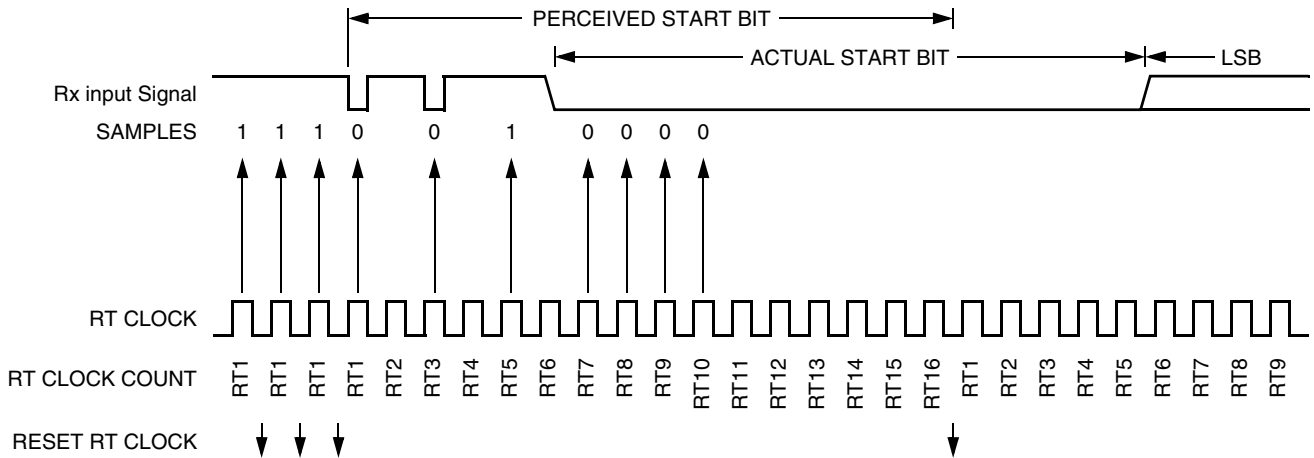 PERCEIVED START BIT
ACTUAL START BIT
LSB
Rx input Signal
SAMPLES 1 1 1 0 0 1 0 0 0 0
RT CLOCK
RT CLOCK COUNT RT1 RT1 RT1 RT1 RT2 RT3 RT4 RT5 RT6 RT7 RT8 RT9 RT10 RT11 RT12 RT13 RT14 RT15 RT16 RT1 RT2 RT3 RT4 RT5 RT6 RT7 RT8 RT9
RESET RT CLOCK